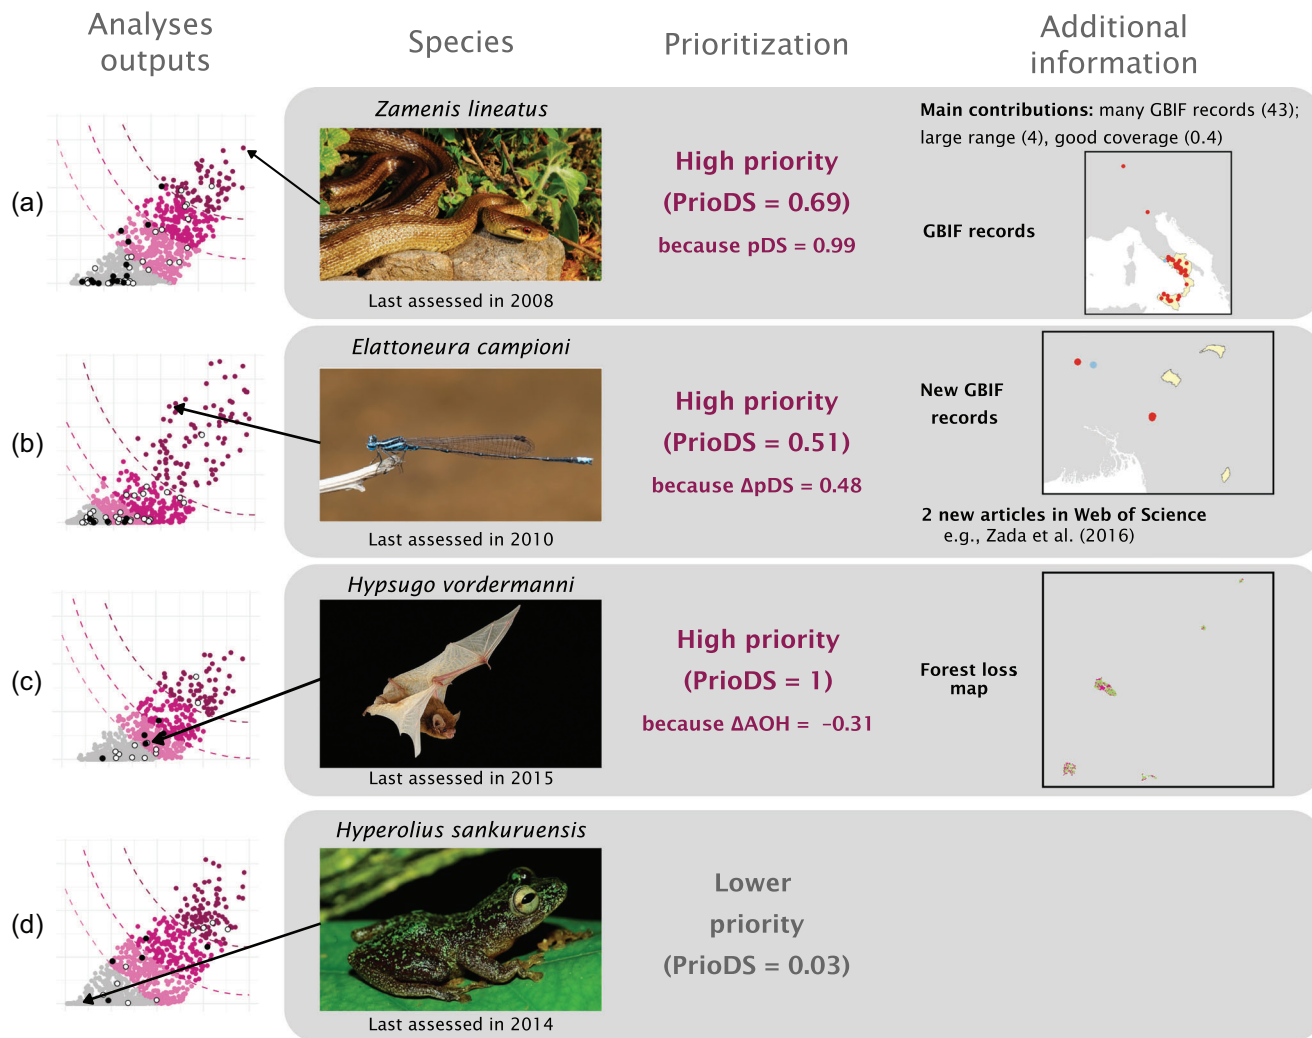 Analyses
outputs
Species
Prioritization
Additional
information
(a)
Zamenis lineatus
Last assessed in 2008
High priority
(PrioDS = 0.69)
because pDS = 0.99
Main contributions: many GBIF records (43);
large range (4), good coverage (0.4)
GBIF records
(b)
Elattoneura campioni
Last assessed in 2010
High priority
(PrioDS = 0.51)
because ΔpDS = 0.48
New GBIF
records
2 new articles in Web of Science
e.g., Zada et al. (2016)
(c)
Hypsugo vordermanni
Last assessed in 2015
High priority
(PrioDS = 1)
because ΔAOH = –0.31
Forest loss
map
(d)
Hyperolius sankuruensis
Last assessed in 2014
Lower
priority
(PrioDS = 0.03)